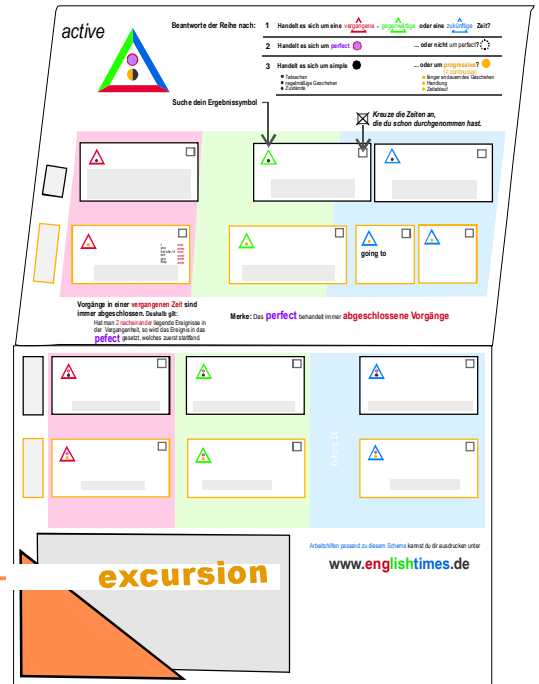 active
Beantworte der Reihe nach:
1 Handelt es sich um eine vergangene - gegenwärtige oder eine zukünftige Zeit?
2 Handelt es sich um perfect ... oder nicht um perfect?
3 Handelt es sich um simple ... oder um progressive?
(= continuous)
Tatsachen
regelmäßige Geschehen
Zustände
länger andauerndes Geschehen
Handlung
Zeitablauf
Suche dein Ergebnissymbol
Kreuze die Zeiten an,
die du schon durchgenommen hast.
going to
Vorgänge in einer vergangenen Zeit sind
immer abgeschlossen. Deshalb gilt:
Hat man 2 nacheinander liegende Ereignisse in
der Vergangenheit, so wird das Ereignis in das
pefect gesetzt, welches zuerst stattfand.
Merke: Das perfect behandelt immer abgeschlossene Vorgänge
future 11
Arbeitshilfen passend zu diesem Schema kannst du dir ausdrucken unter
www.englishtimes.de
excursion